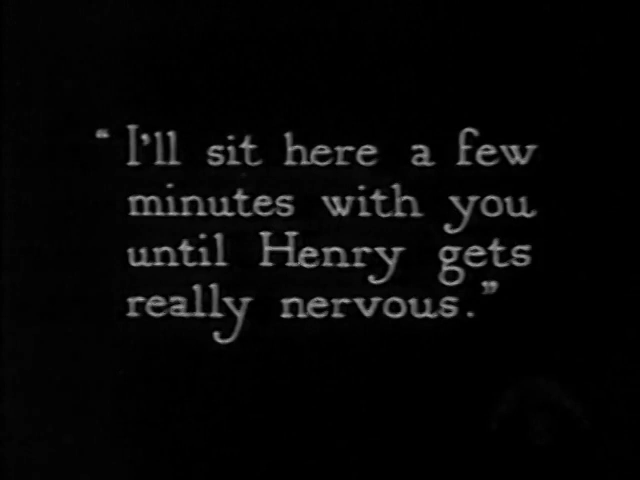 “I'll sit here a few
minutes with you
until Henry gets
really nervous.”